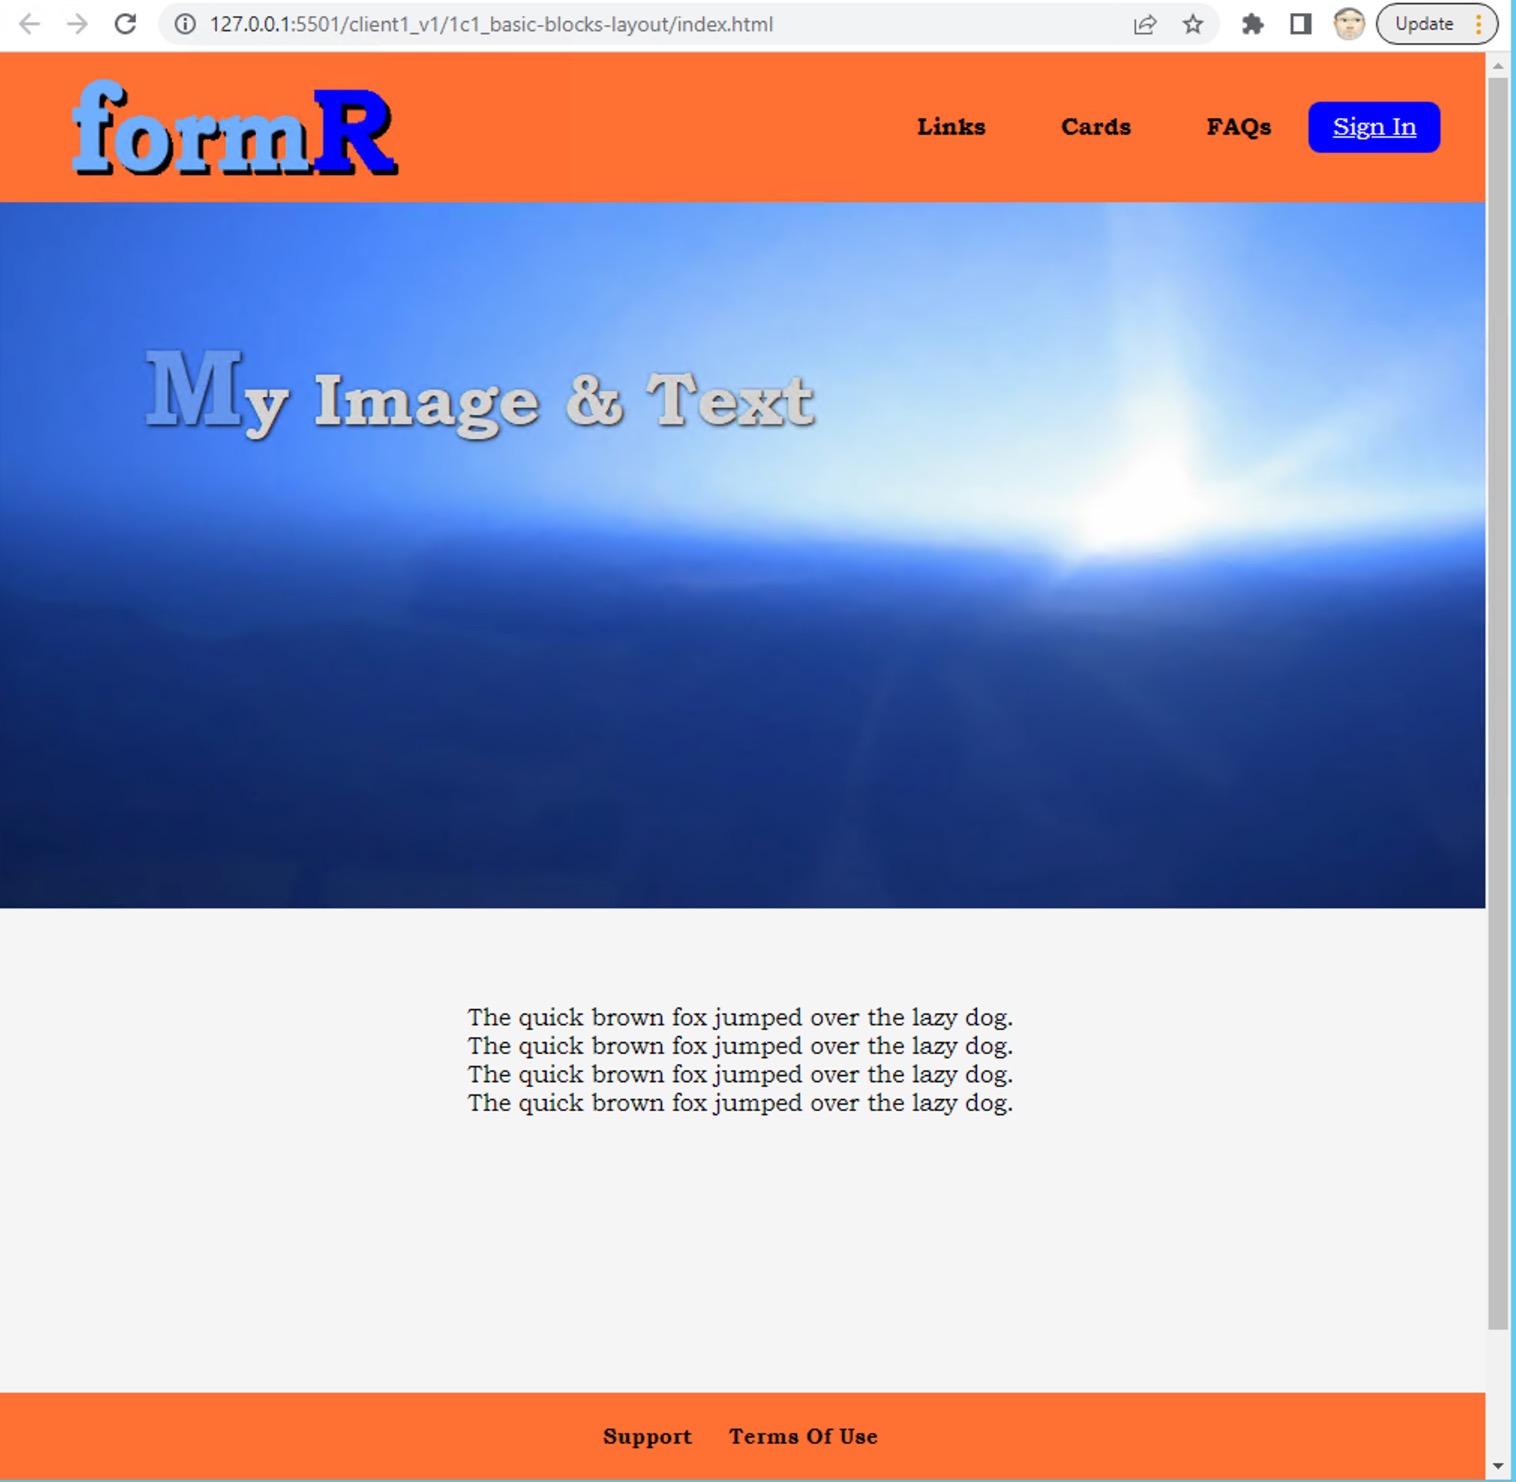 127.0.0.1:5501/client1_v1/1c1_basic-blocks-layout/index.html
Update
formR
Links Cards FAQs Sign In
My Image & Text
The quick brown fox jumped over the lazy dog.
The quick brown fox jumped over the lazy dog.
The quick brown fox jumped over the lazy dog.
The quick brown fox jumped over the lazy dog.
Support Terms Of Use